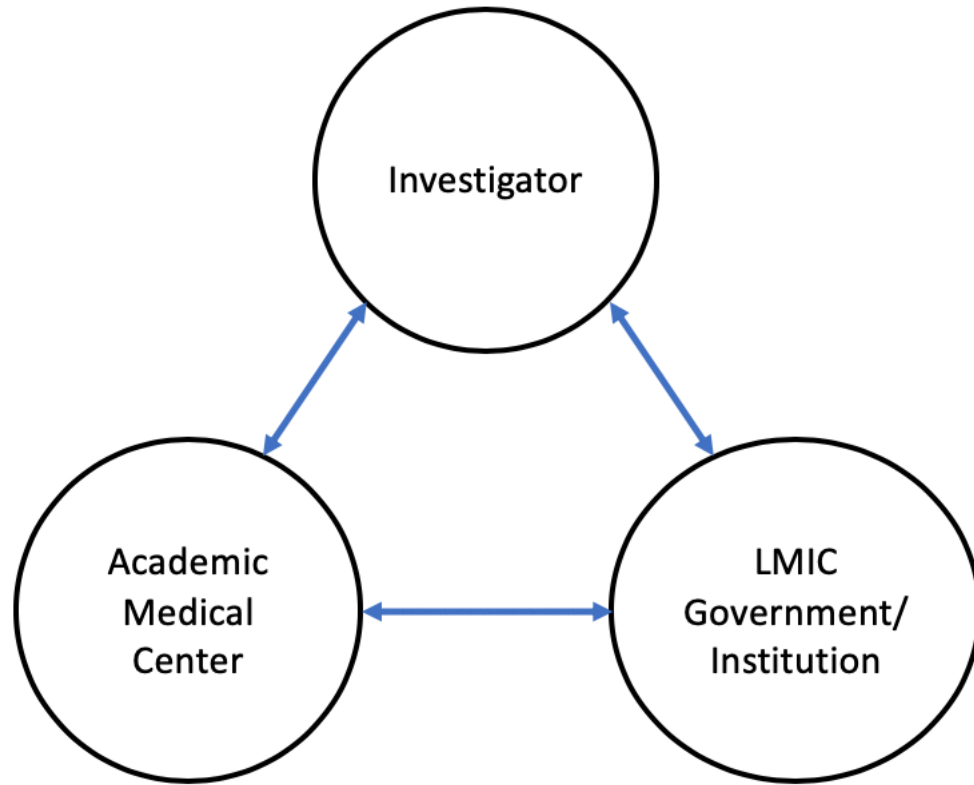 Investigator
Academic
Medical
Center
LMIC
Government/
Institution